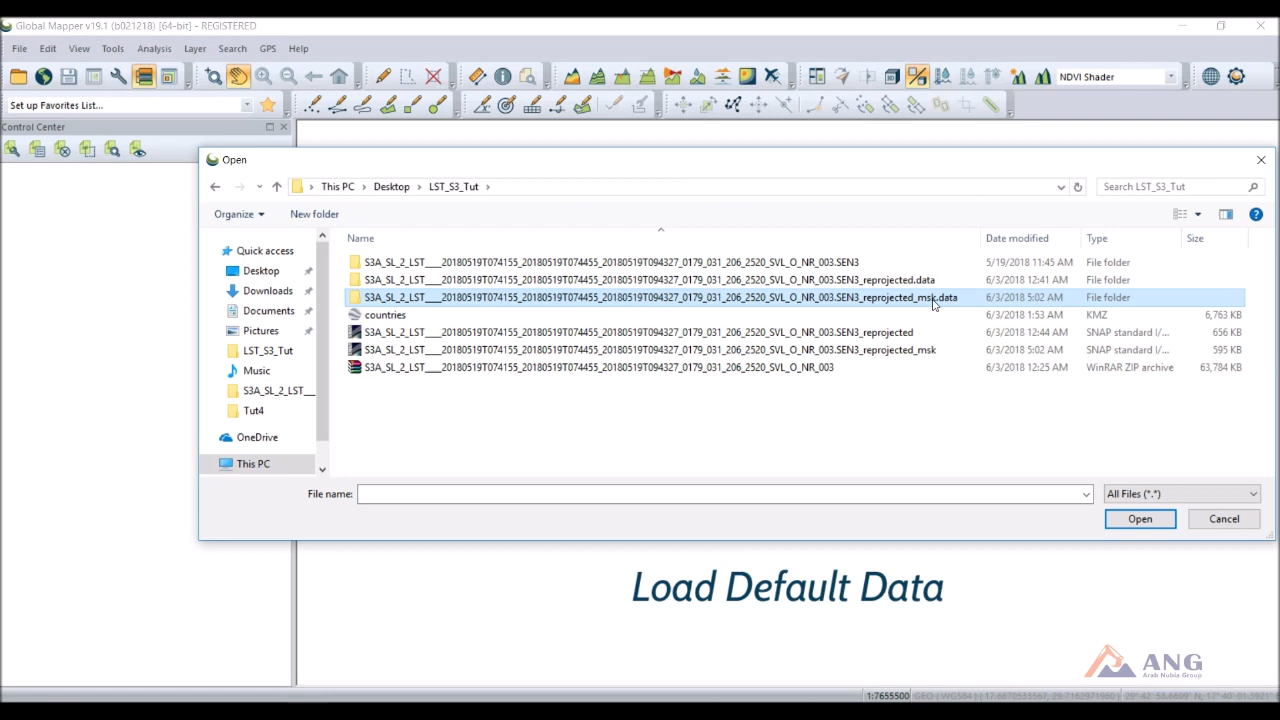 Global Mapper v19.1 (b021218) [64-bit] - REGISTERED
File Edit View Tools Analysis Layer Search GPS Help
NDVI Shader
Set up Favorites List...
Control Center
Open
This PC Desktop LST_S3_Tut
Search LST_S3_Tut
Organize New folder
Name Date modified Type Size
Quick access
Desktop
Downloads
Documents
Pictures
LST_S3_Tut
Music
S3A_SL_2_LST___
Tut4
OneDrive
This PC
S3A_SL_2_LST____20180519T074155_20180519T074455_20180519T094327_0179_031_206_2520_SVL_O_NR_003.SEN3 5/19/2018 11:45 AM File folder
S3A_SL_2_LST____20180519T074155_20180519T074455_20180519T094327_0179_031_206_2520_SVL_O_NR_003.SEN3_reprojected.data 6/3/2018 12:41 AM File folder
S3A_SL_2_LST____20180519T074155_20180519T074455_20180519T094327_0179_031_206_2520_SVL_O_NR_003.SEN3_reprojected_msk.data 6/3/2018 5:02 AM File folder
countries 6/3/2018 1:53 AM KMZ 6,763 KB
S3A_SL_2_LST____20180519T074155_20180519T074455_20180519T094327_0179_031_206_2520_SVL_O_NR_003.SEN3_reprojected 6/3/2018 12:44 AM SNAP standard I/... 656 KB
S3A_SL_2_LST____20180519T074155_20180519T074455_20180519T094327_0179_031_206_2520_SVL_O_NR_003.SEN3_reprojected_msk 6/3/2018 5:02 AM SNAP standard I/... 595 KB
S3A_SL_2_LST____20180519T074155_20180519T074455_20180519T094327_0179_031_206_2520_SVL_O_NR_003 6/3/2018 12:25 AM WinRAR ZIP archive 63,784 KB
File name: All Files (*.*)
Open Cancel
Load Default Data
ANG
Arab Nubia Group
1:7655500 GEO (WGS84)